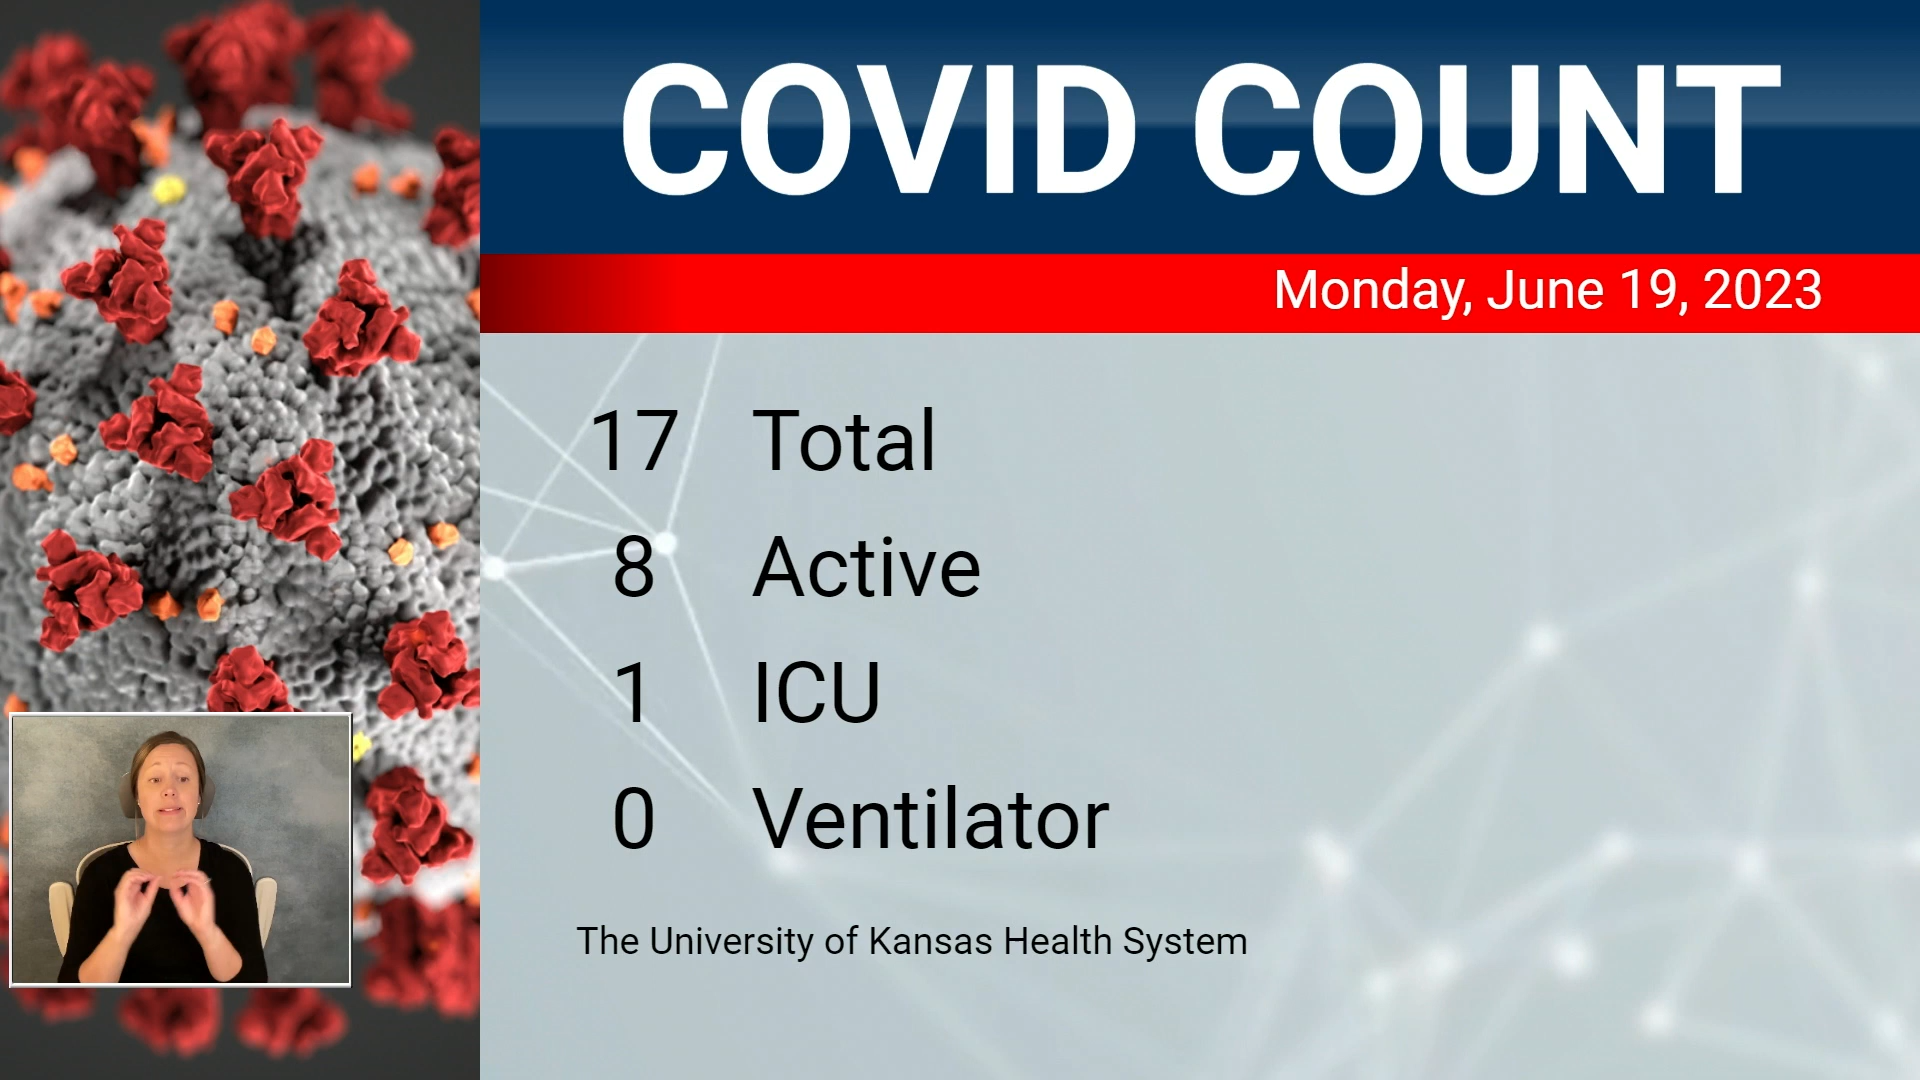 COVID COUNT
Monday, June 19, 2023
17 Total
8 Active
1 ICU
0 Ventilator
The University of Kansas Health System